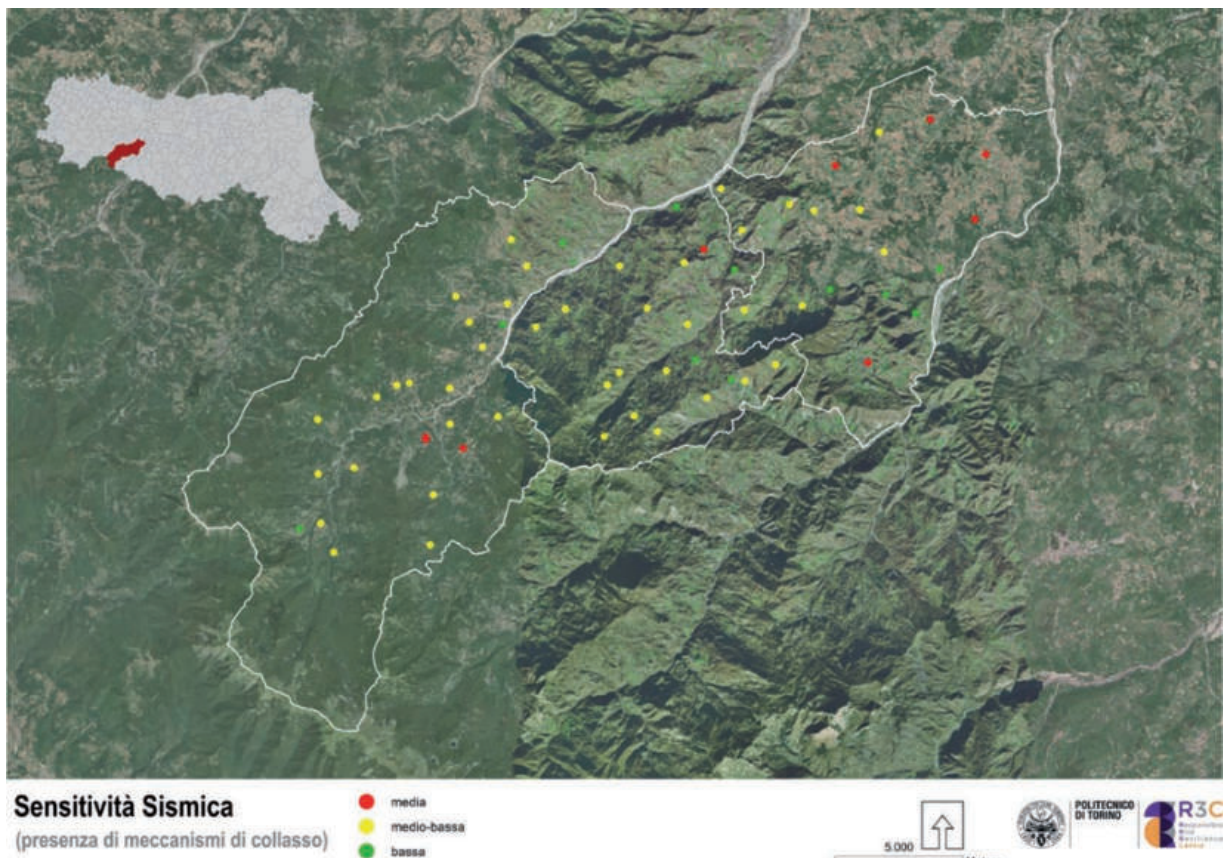 Sensitività Sismica
(presenza di meccanismi di collasso)
media
medio-bassa
bassa
5.000
POLITECNICO
DI TORINO
R3C